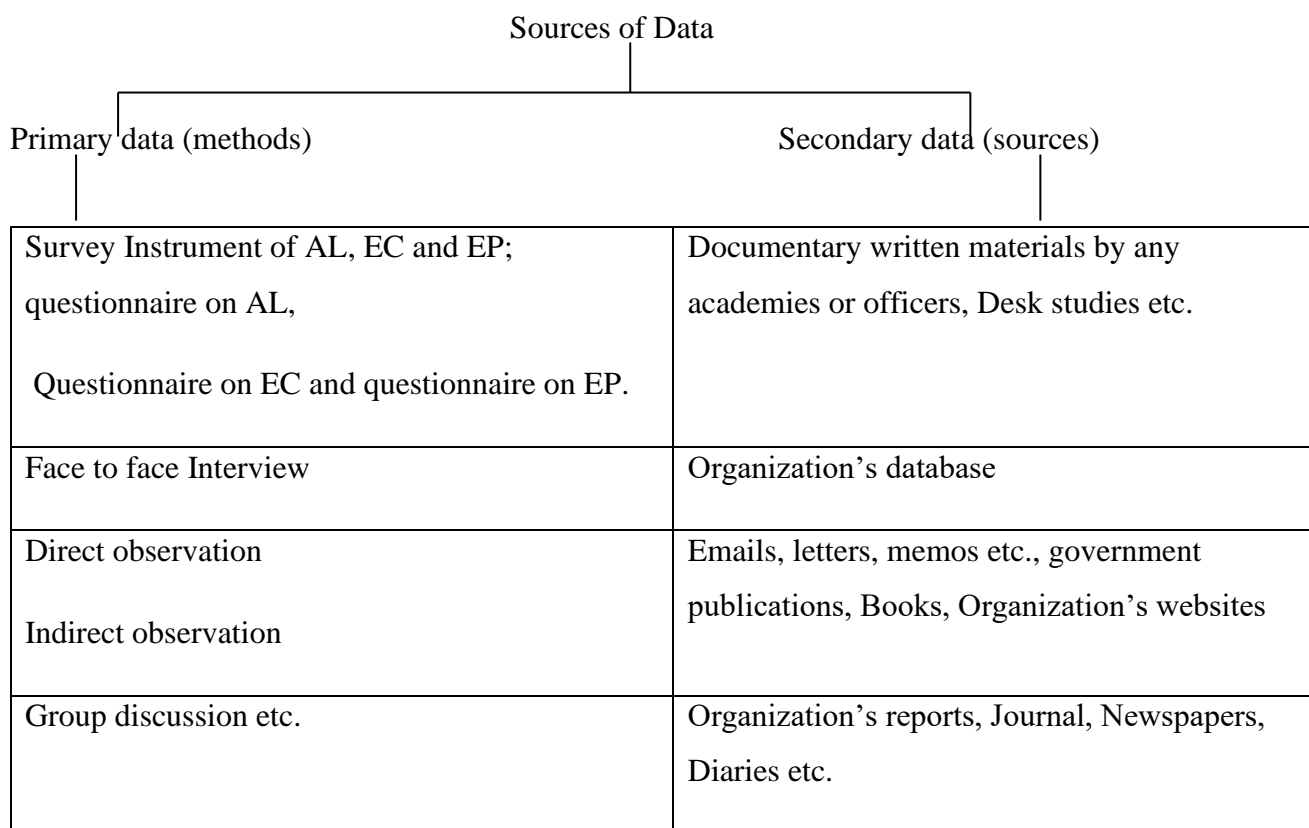 Sources of Data
Primary data (methods)
Secondary data (sources)
Survey Instrument of AL, EC and EP;
questionnaire on AL,
Questionnaire on EC and questionnaire on EP.
Documentary written materials by any
academies or officers, Desk studies etc.
Face to face Interview
Organization’s database
Direct observation
Indirect observation
Emails, letters, memos etc., government
publications, Books, Organization’s websites
Group discussion etc.
Organization’s reports, Journal, Newspapers,
Diaries etc.